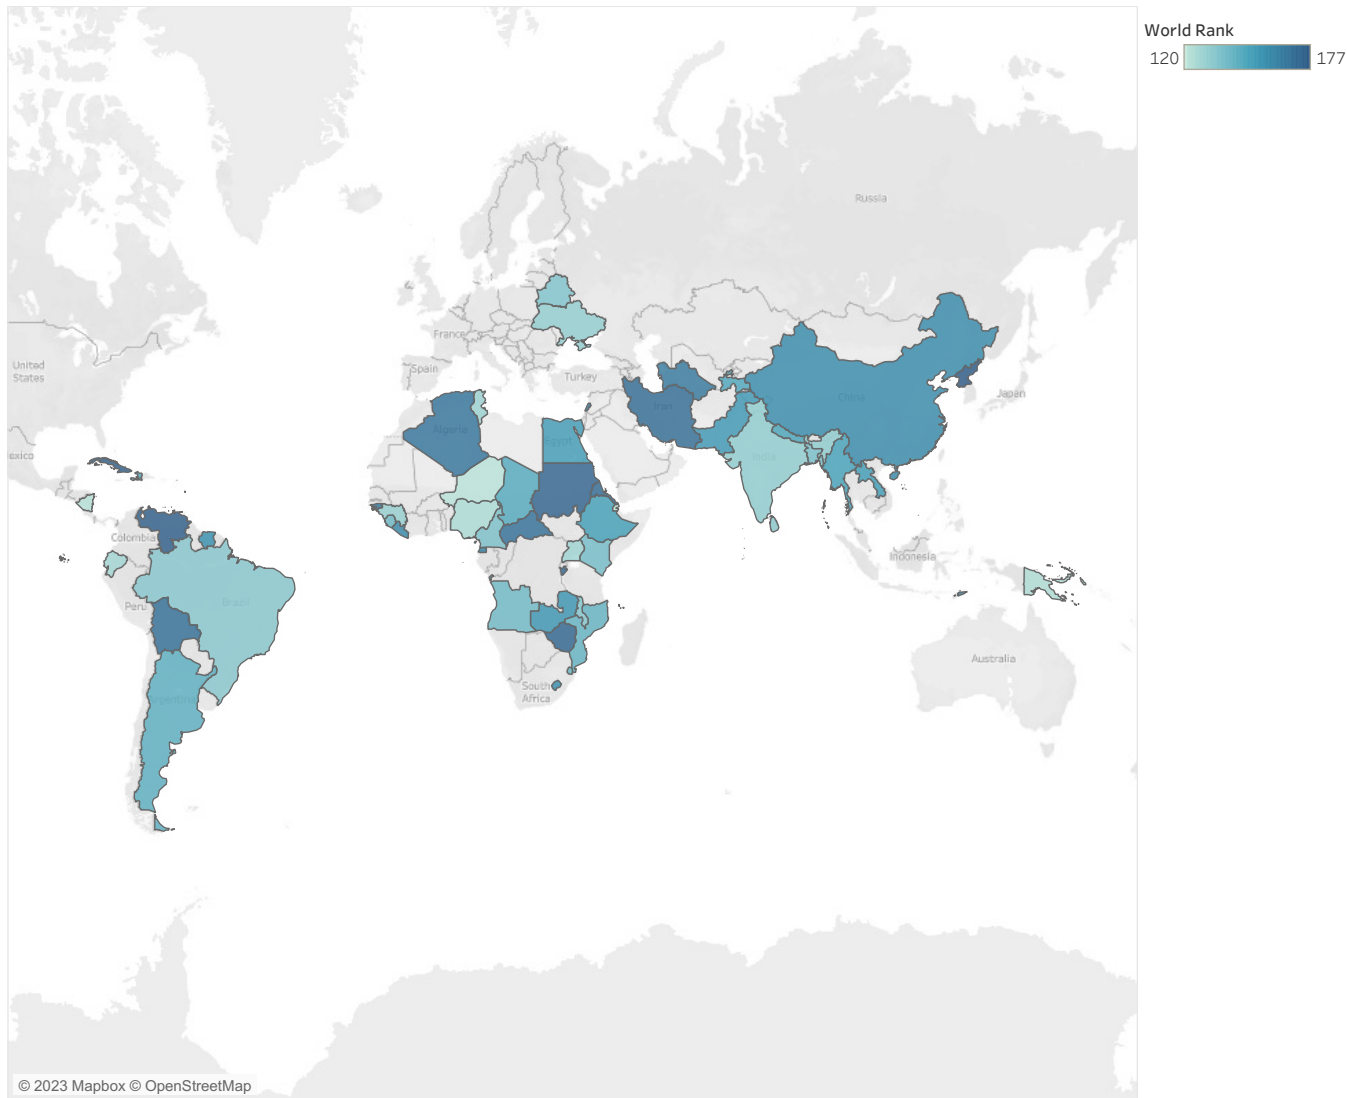 World Rank
120 177
Russia
United
States
France
Spain
Turkey
Japan
exico
Algeria
Egypt
Iran
China
India
Colombia
Indonesia
Peru
Brazil
Australia
South
Africa
Argentina
© 2023 Mapbox © OpenStreetMap